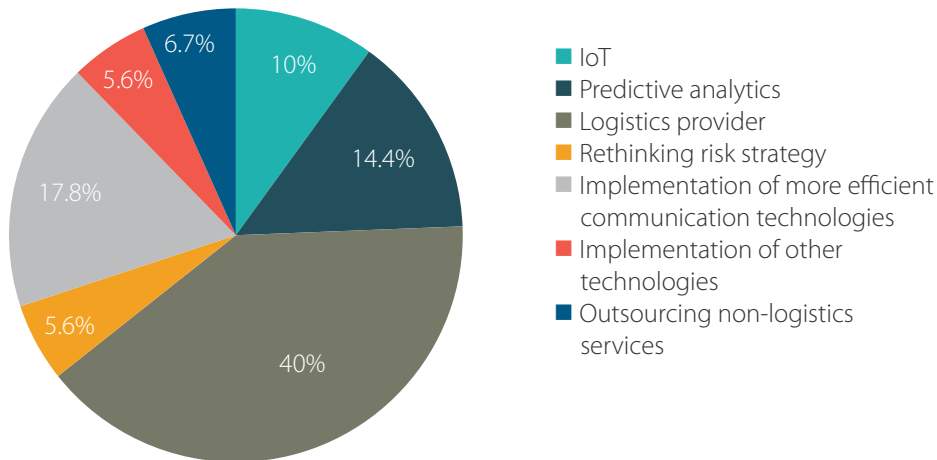 6.7%
10%
5.6%
14.4%
17.8%
5.6%
40%
IoT
Predictive analytics
Logistics provider
Rethinking risk strategy
Implementation of more efficient
communication technologies
Implementation of other
technologies
Outsourcing non-logistics
services